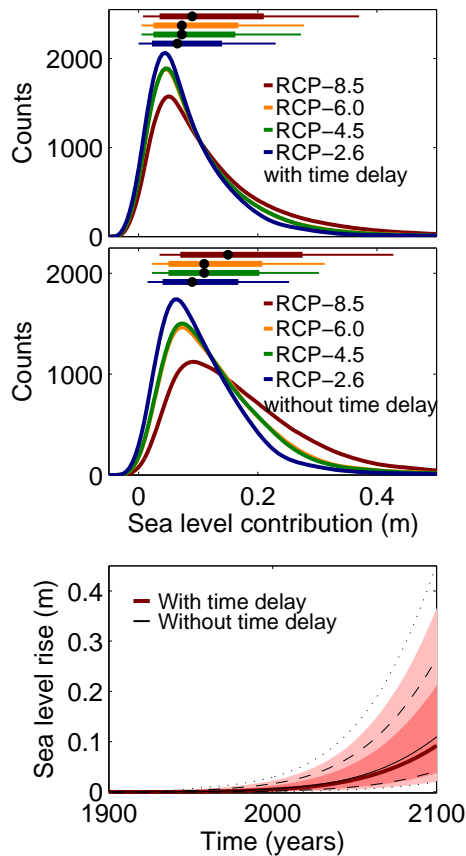 2000
1000
0
Counts
RCP−8.5
RCP−6.0
RCP−4.5
RCP−2.6
with time delay
2000
1000
0
Counts
RCP−8.5
RCP−6.0
RCP−4.5
RCP−2.6
without time delay
0 0.2 0.4
Sea level contribution (m)
0.4
0.3
0.2
0.1
0
Sea level rise (m)
With time delay
Without time delay
1900 2000 2100
Time (years)